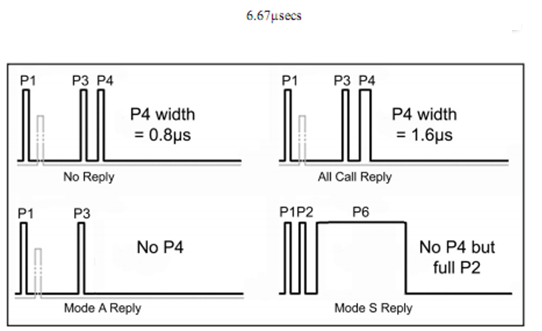 6.67µsecs
P1 P3 P4
P4 width
= 0.8µs
No Reply
P1 P3 P4
P4 width
= 1.6µs
All Call Reply
P1 P3
No P4
Mode A Reply
P1P2 P6
No P4 but
full P2
Mode S Reply